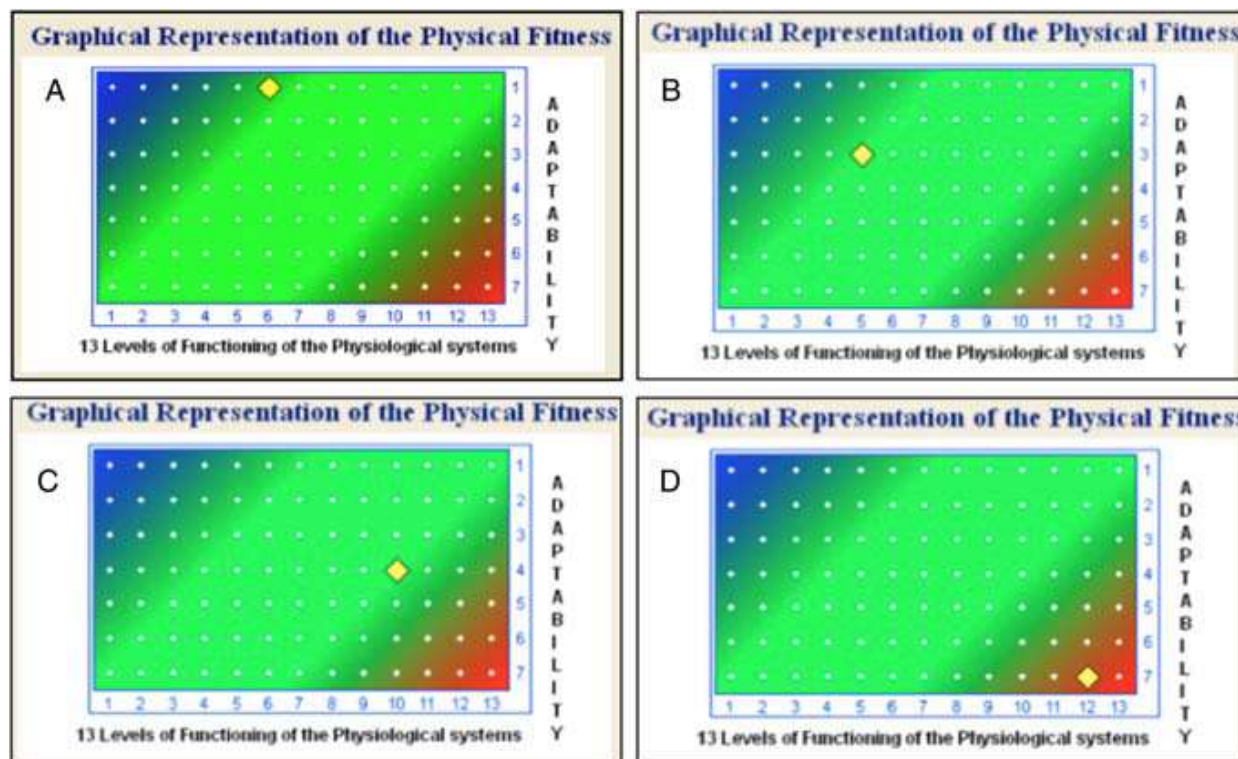 Graphical Representation of the Physical Fitness
A
1
2
3
4
5
6
7
1 2 3 4 5 6 7 8 9 10 11 12 13
13 Levels of Functioning of the Physiological systems
ADAPTABILITY
Graphical Representation of the Physical Fitness
B
1
2
3
4
5
6
7
1 2 3 4 5 6 7 8 9 10 11 12 13
13 Levels of Functioning of the Physiological systems
ADAPTABILITY
Graphical Representation of the Physical Fitness
C
1
2
3
4
5
6
7
1 2 3 4 5 6 7 8 9 10 11 12 13
13 Levels of Functioning of the Physiological systems
ADAPTABILITY
Graphical Representation of the Physical Fitness
D
1
2
3
4
5
6
7
1 2 3 4 5 6 7 8 9 10 11 12 13
13 Levels of Functioning of the Physiological systems
ADAPTABILITY